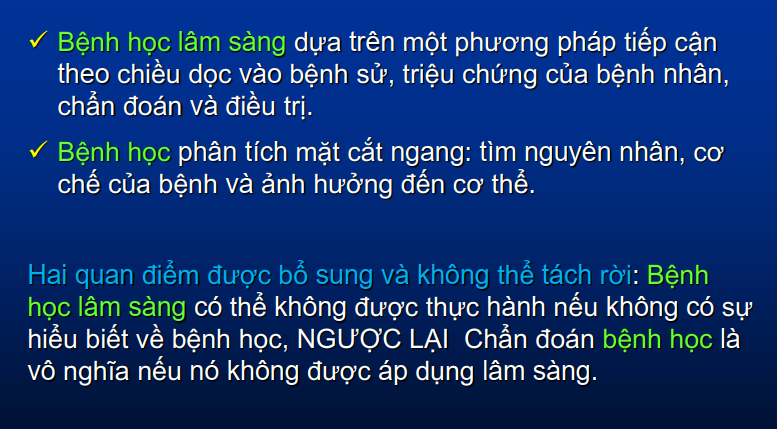 Bệnh học lâm sàng dựa trên một phương pháp tiếp cận
theo chiều dọc vào bệnh sử, triệu chứng của bệnh nhân,
chẩn đoán và điều trị.
Bệnh học phân tích mặt cắt ngang: tìm nguyên nhân, cơ
chế của bệnh và ảnh hưởng đến cơ thể.
Hai quan điểm được bổ sung và không thể tách rời: Bệnh
học lâm sàng có thể không được thực hành nếu không có sự
hiểu biết về bệnh học, NGƯỢC LẠI Chẩn đoán bệnh học là
vô nghĩa nếu nó không được áp dụng lâm sàng.